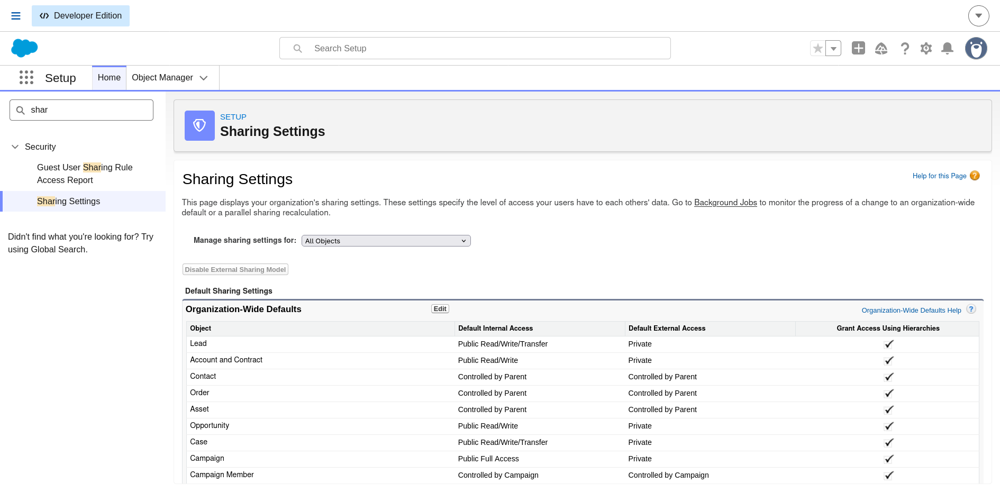 Developer Edition
Search Setup
Setup
Home
Object Manager
shar
Security
Guest User Sharing Rule
Access Report
Sharing Settings
Didn't find what you're looking for? Try
using Global Search.
SETUP
Sharing Settings
Sharing Settings
Help for this Page ?
This page displays your organization's sharing settings. These settings specify the level of access your users have to each others' data. Go to Background Jobs to monitor the progress of a change to an organization-wide
default or a parallel sharing recalculation.
Manage sharing settings for: All Objects
Disable External Sharing Model
Default Sharing Settings
Organization-Wide Defaults Edit Organization-Wide Defaults Help ?
Object Default Internal Access Default External Access Grant Access Using Hierarchies
Lead Public Read/Write/Transfer Private
Account and Contract Public Read/Write Private
Contact Controlled by Parent Controlled by Parent
Order Controlled by Parent Controlled by Parent
Asset Controlled by Parent Controlled by Parent
Opportunity Public Read/Write Private
Case Public Read/Write/Transfer Private
Campaign Public Full Access Private
Campaign Member Controlled by Campaign Controlled by Campaign